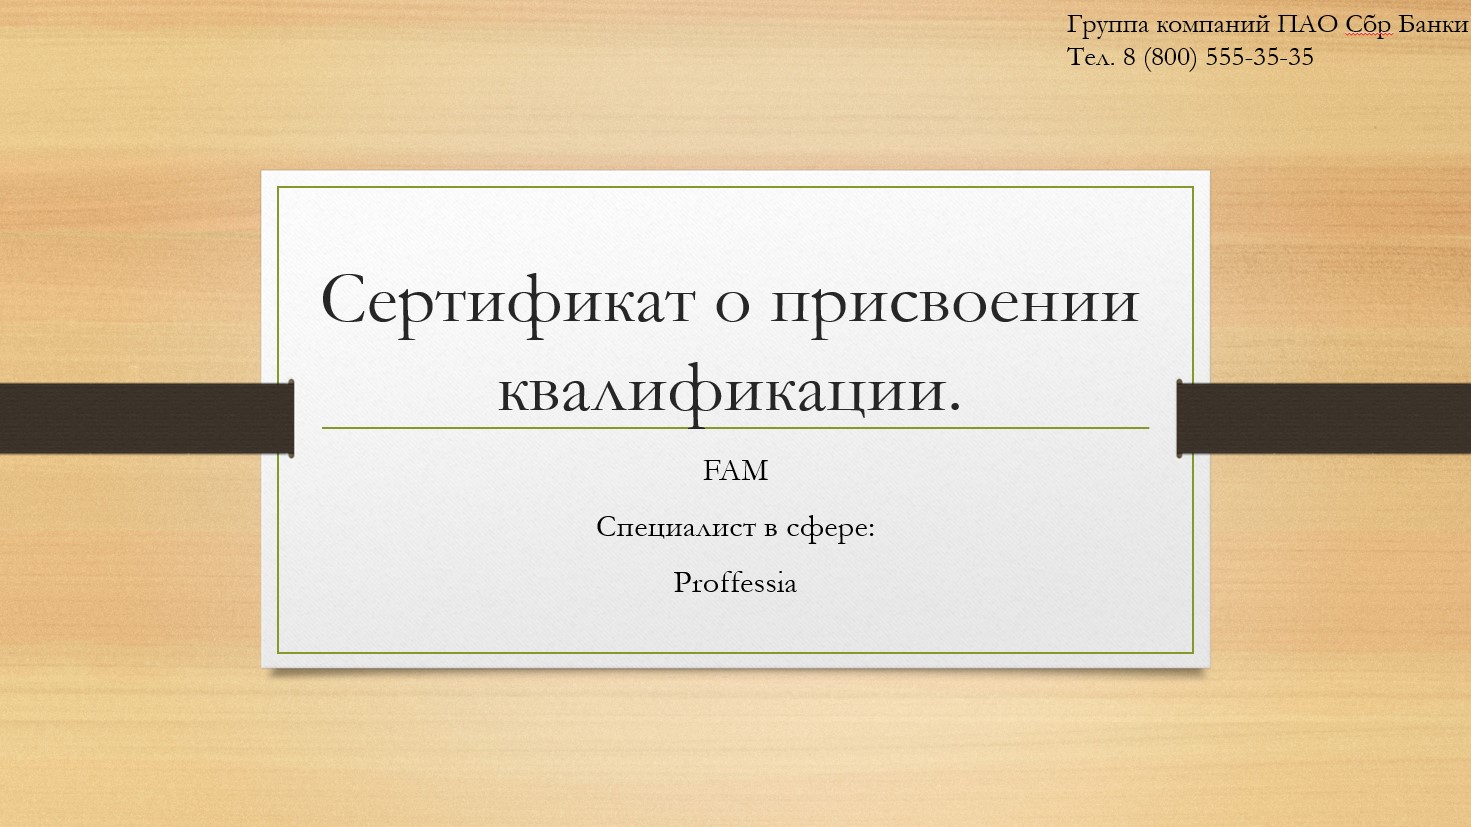 Группа компаний ПАО Сбр Банки
Тел. 8 (800) 555-35-35
Сертификат о присвоении
квалификации.
FAM
Специалист в сфере:
Proffessia